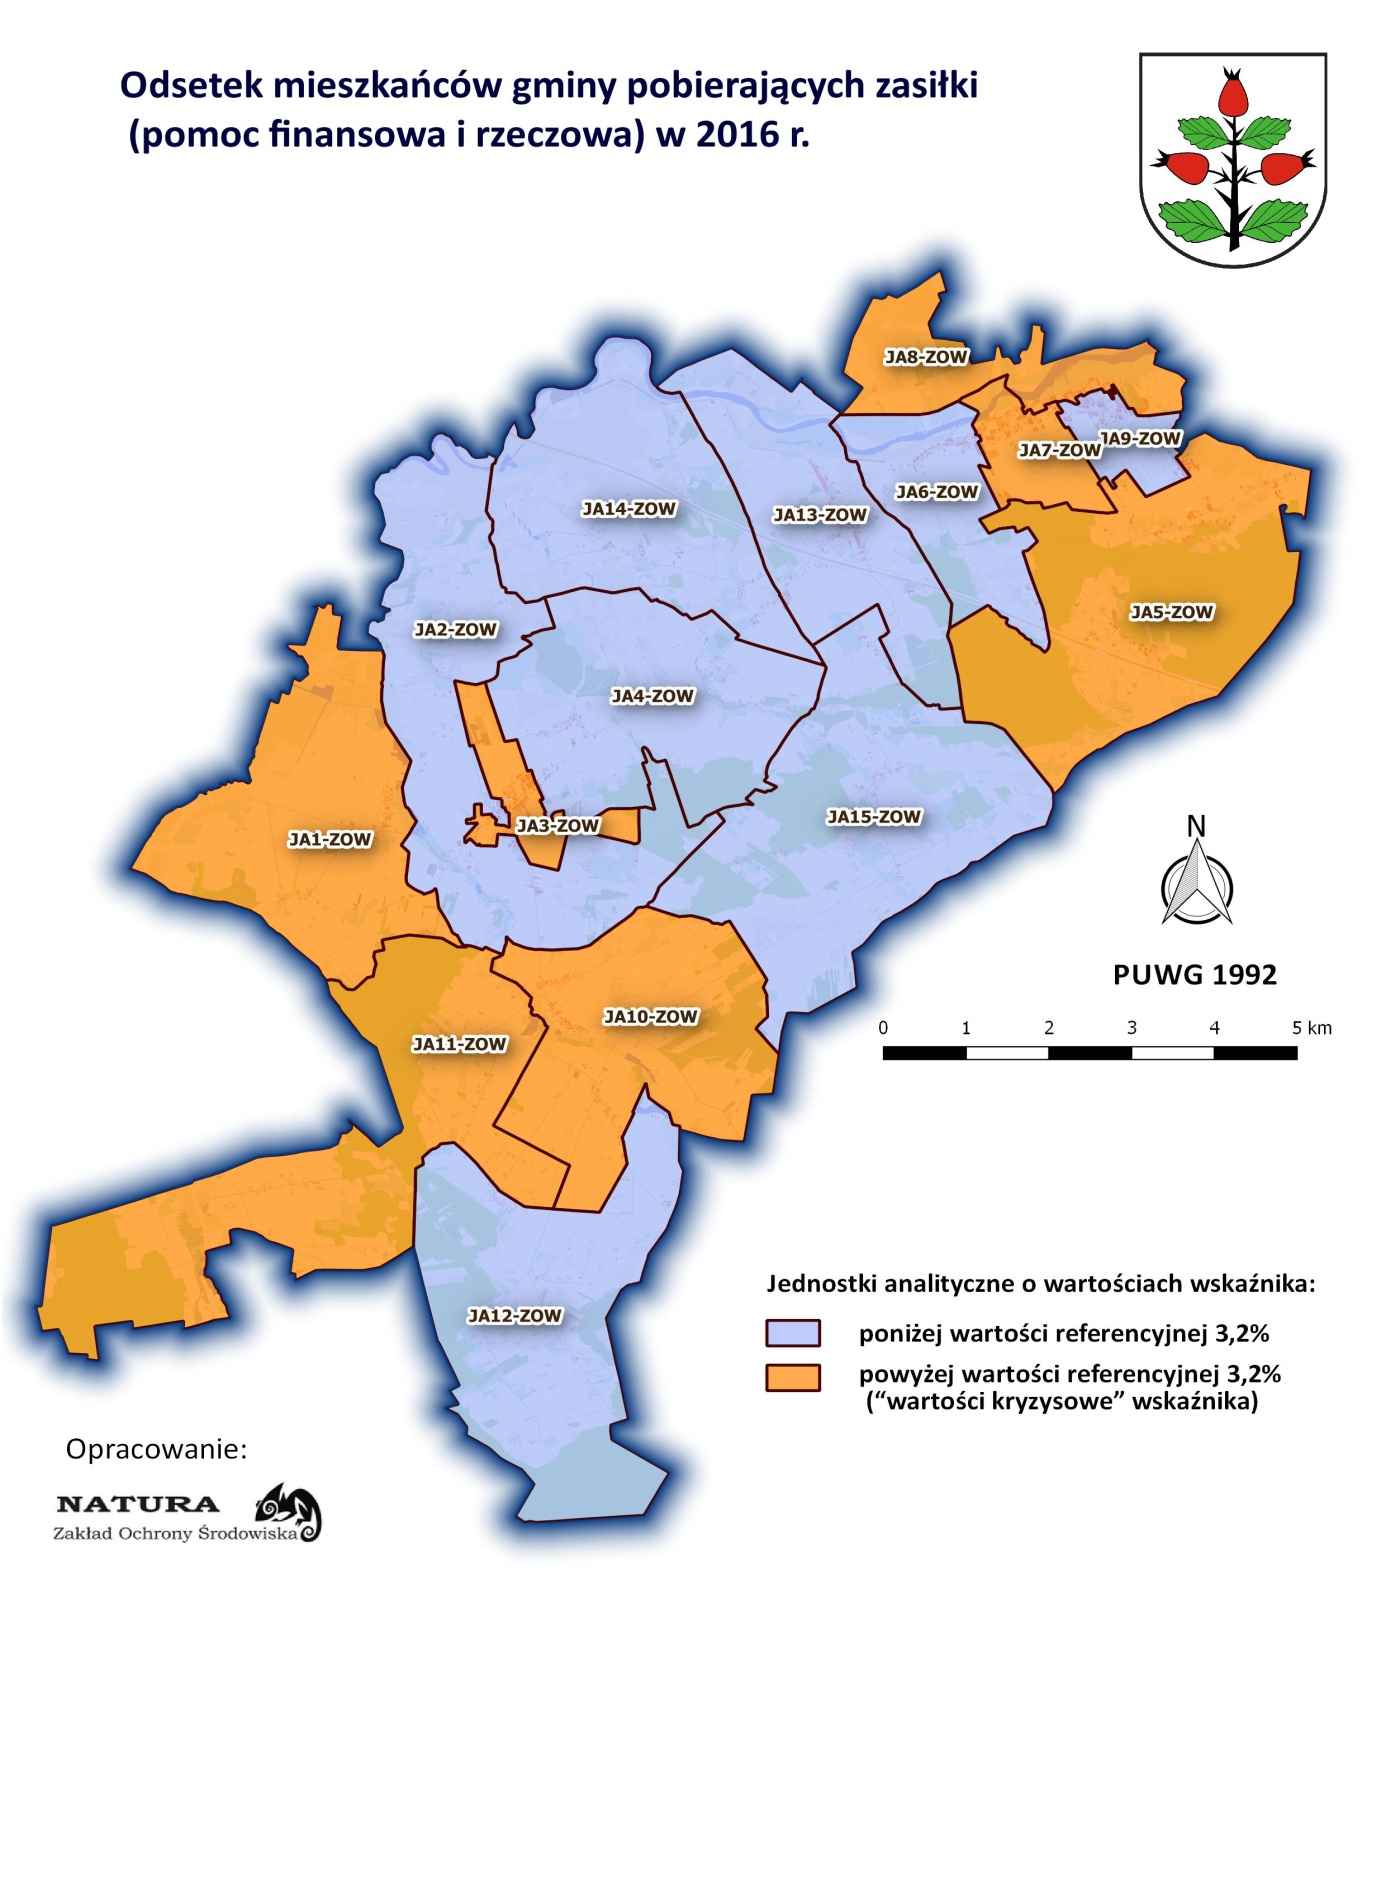 Odsetek mieszkańców gminy pobierających zasiłki
(pomoc finansowa i rzeczowa) w 2016 r.
JA8-ZOW
JA9-ZOW
JA7-ZOW
JA6-ZOW
JA14-ZOW
JA13-ZOW
JA5-ZOW
JA2-ZOW
JA4-ZOW
JA15-ZOW
JA3-ZOW
JA1-ZOW
N
PUWG 1992
JA10-ZOW
0 1 2 3 4 5 km
JA11-ZOW
Jednostki analityczne o wartościach wskaźnika:
JA12-ZOW
poniżej wartości referencyjnej 3,2%
powyżej wartości referencyjnej 3,2%
(“wartości kryzysowe” wskaźnika)
Opracowanie:
NATURA
Zakład Ochrony Środowiska